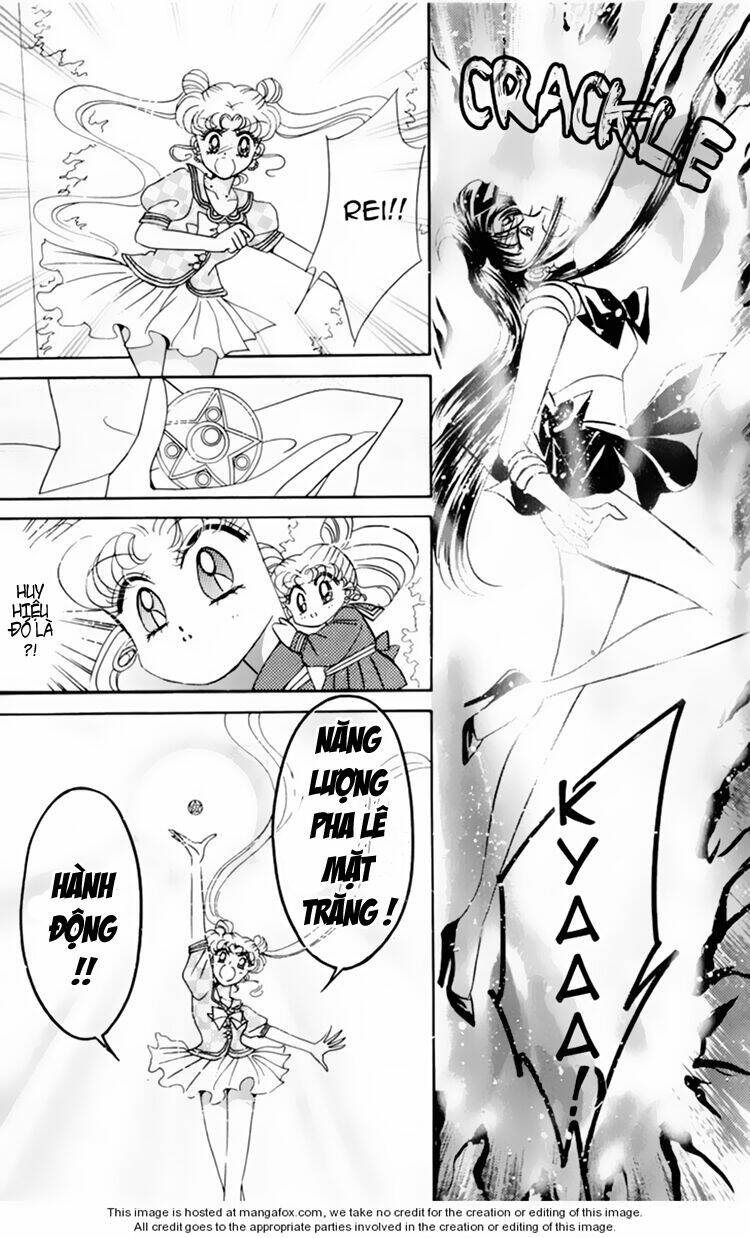 CRACKLE
REI!!
KYAAA!
HUY
HIỆU
ĐÓ LÀ
?!
NĂNG
LƯỢNG
PHA LÊ
MẶT
TRĂNG !
HÀNH
ĐỘNG
!!
This image is hosted at mangafox.com, we take no credit for the creation or editing of this image.
All credit goes to the appropriate parties involved in the creation or editing of this image.